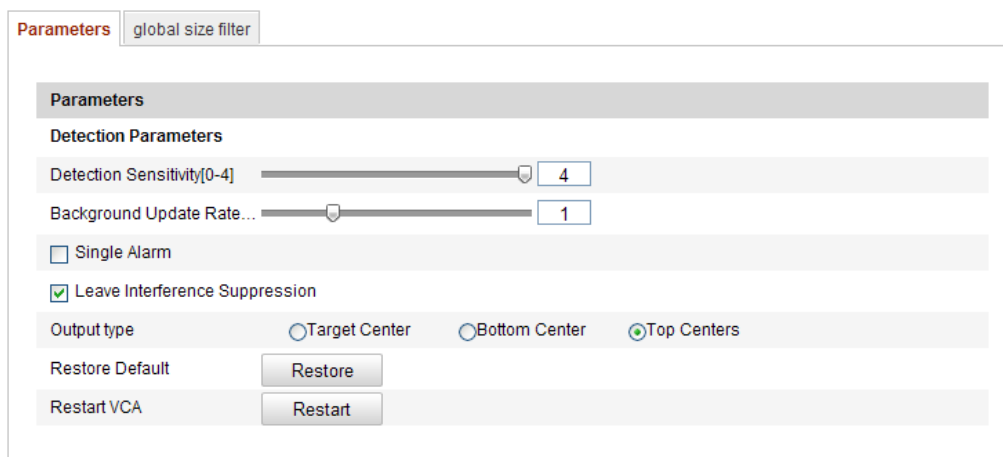 Parameters global size filter
Parameters
Detection Parameters
Detection Sensitivity[0-4] 4
Background Update Rate... 1
Single Alarm
Leave Interference Suppression
Output type Target Center Bottom Center Top Centers
Restore Default Restore
Restart VCA Restart